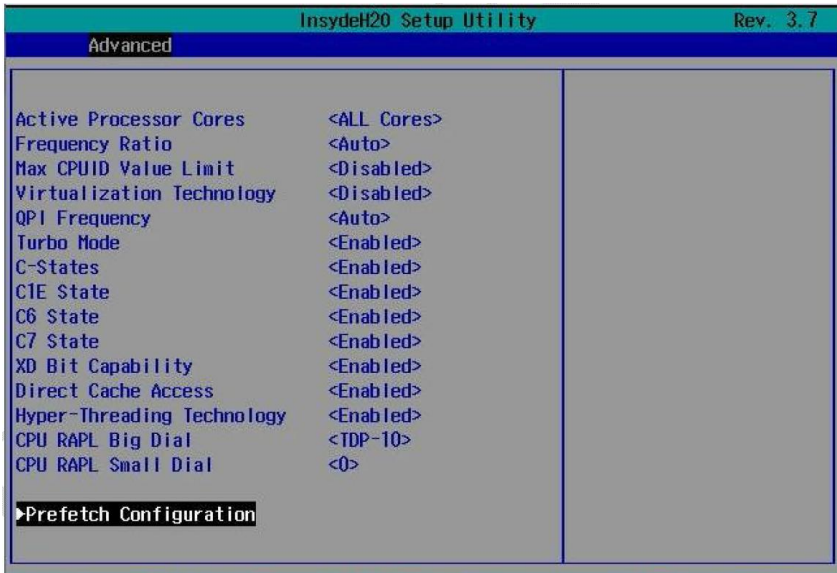 InsydeH20 Setup Utility Rev. 3.7
Advanced
Active Processor Cores <ALL Cores>
Frequency Ratio <Auto>
Max CPUID Value Limit <Disabled>
Virtualization Technology <Disabled>
QPI Frequency <Auto>
Turbo Mode <Enabled>
C-States <Enabled>
C1E State <Enabled>
C6 State <Enabled>
C7 State <Enabled>
XD Bit Capability <Enabled>
Direct Cache Access <Enabled>
Hyper-Threading Technology <Enabled>
CPU RAPL Big Dial <TDP-10>
CPU RAPL Small Dial <0>
▶Prefetch Configuration